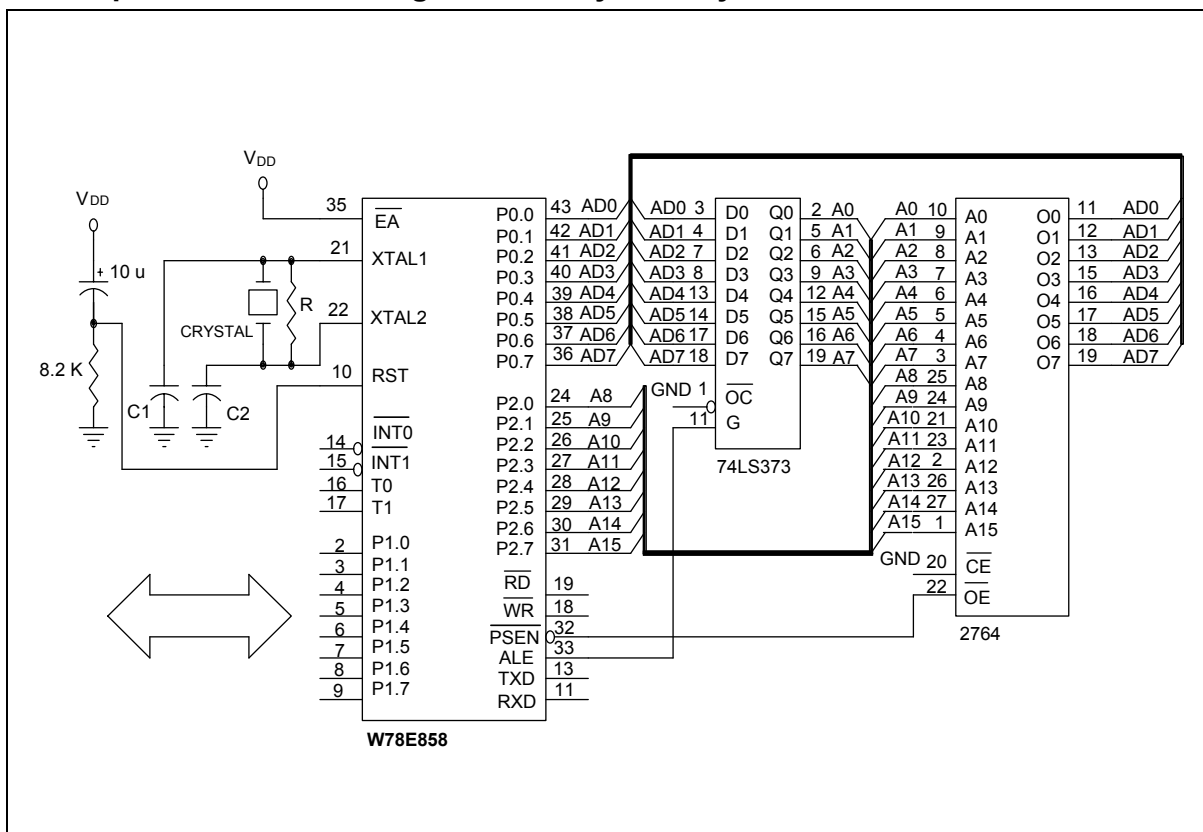 VDD
VDD
+ 10 u
8.2 K
C1
C2
CRYSTAL
R
35 EA
21 XTAL1
22 XTAL2
10 RST
14 INT0
15 INT1
16 T0
17 T1
2 P1.0
3 P1.1
4 P1.2
5 P1.3
6 P1.4
7 P1.5
8 P1.6
9 P1.7
P0.0 43 AD0
P0.1 42 AD1
P0.2 41 AD2
P0.3 40 AD3
P0.4 39 AD4
P0.5 38 AD5
P0.6 37 AD6
P0.7 36 AD7
P2.0 24 A8
P2.1 25 A9
P2.2 26 A10
P2.3 27 A11
P2.4 28 A12
P2.5 29 A13
P2.6 30 A14
P2.7 31 A15
RD 19
WR 18
PSEN 32
ALE 33
TXD 13
RXD 11
W78E858
AD0 3 D0 Q0 2 A0
AD1 4 D1 Q1 5 A1
AD2 7 D2 Q2 6 A2
AD3 8 D3 Q3 9 A3
AD4 13 D4 Q4 12 A4
AD5 14 D5 Q5 15 A5
AD6 17 D6 Q6 16 A6
AD7 18 D7 Q7 19 A7
GND 1 OC
11 G
74LS373
A0 10 A0 O0 11 AD0
A1 9 A1 O1 12 AD1
A2 8 A2 O2 13 AD2
A3 7 A3 O3 15 AD3
A4 6 A4 O4 16 AD4
A5 5 A5 O5 17 AD5
A6 4 A6 O6 18 AD6
A7 3 A7 O7 19 AD7
A8 25 A8
A9 24 A9
A10 21 A10
A11 23 A11
A12 2 A12
A13 26 A13
A14 27 A14
A15 1 A15
GND 20 CE
22 OE
2764